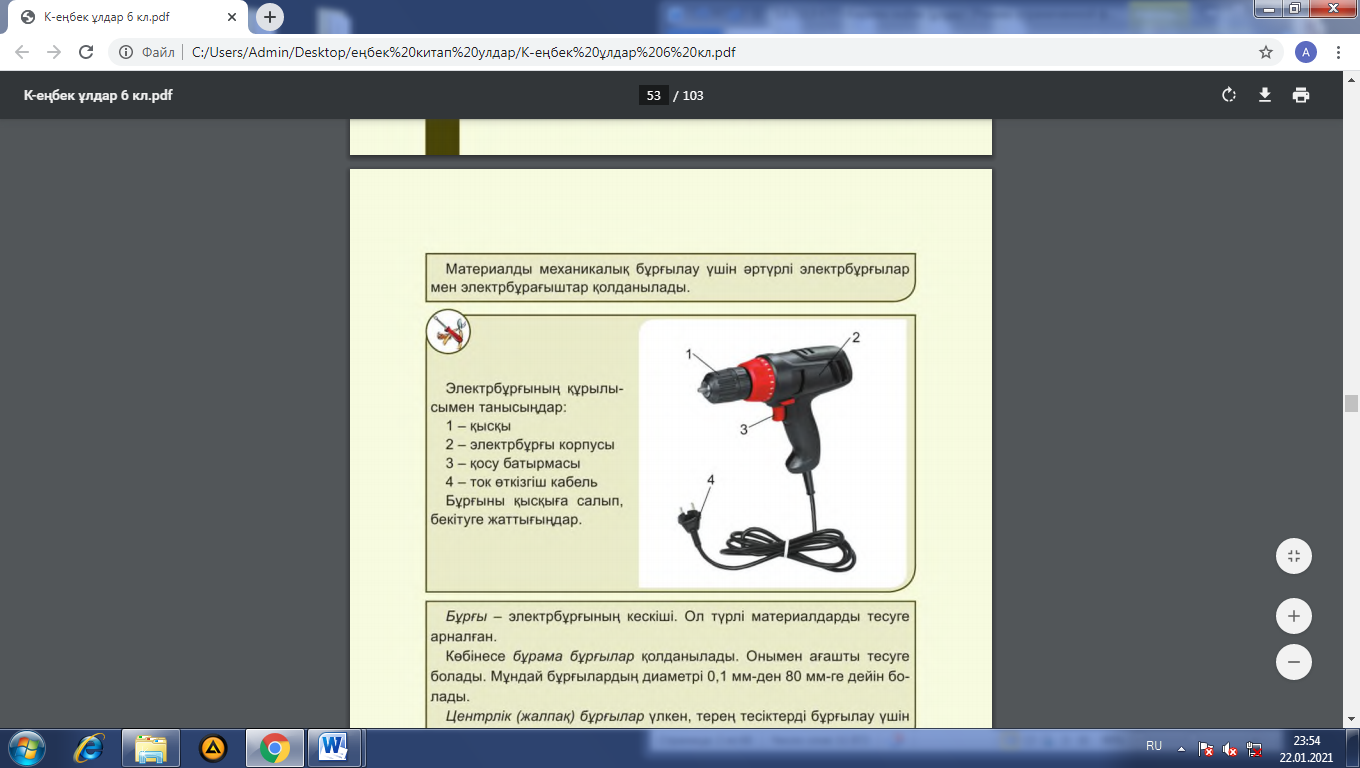 К-еңбек ұлдар 6 кл.pdf
Файл
C:/Users/Admin/Desktop/еңбек%20китап%20улдар/К-еңбек%20ұлдар%206%20кл.pdf
А
К-еңбек ұлдар 6 кл.pdf
53 / 103
Материалды механикалық бұрғылау үшін әртүрлі электрбұрғылар
мен электрбұрағыштар қолданылады.
Электрбұрғының құрылы-
сымен танысыңдар:
1 – қысқы
2 – электрбұрғы корпусы
3 – қосу батырмасы
4 – ток өткізгіш кабель
Бұрғыны қысқыға салып,
бекітуге жаттығыңдар.
1
2
3
4
Бұрғы – электрбұрғының кескіші. Ол түрлі материалдарды тесуге
арналған.
Көбінесе бұрама бұрғылар қолданылады. Онымен ағашты тесуге
болады. Мұндай бұрғылардың диаметрі 0,1 мм-ден 80 мм-ге дейін бо-
лады.
Центрлік (жалпақ) бұрғылар үлкен, терең тесіктерді бұрғылау үшін
RU
23:54
22.01.2021